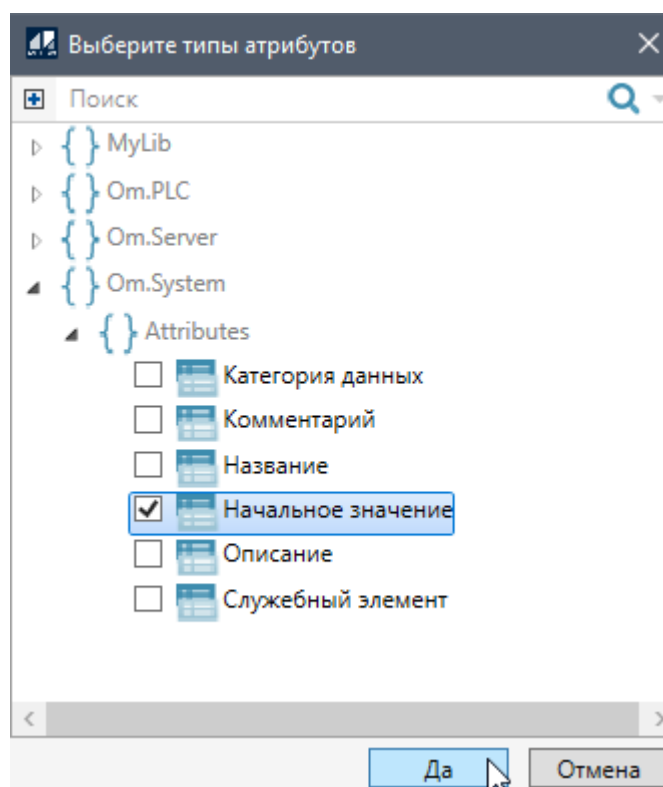 Выберите типы атрибутов
Поиск
MyLib
Om.PLC
Om.Server
Om.System
Attributes
Категория данных
Комментарий
Название
Начальное значение
Описание
Служебный элемент
Да
Отмена